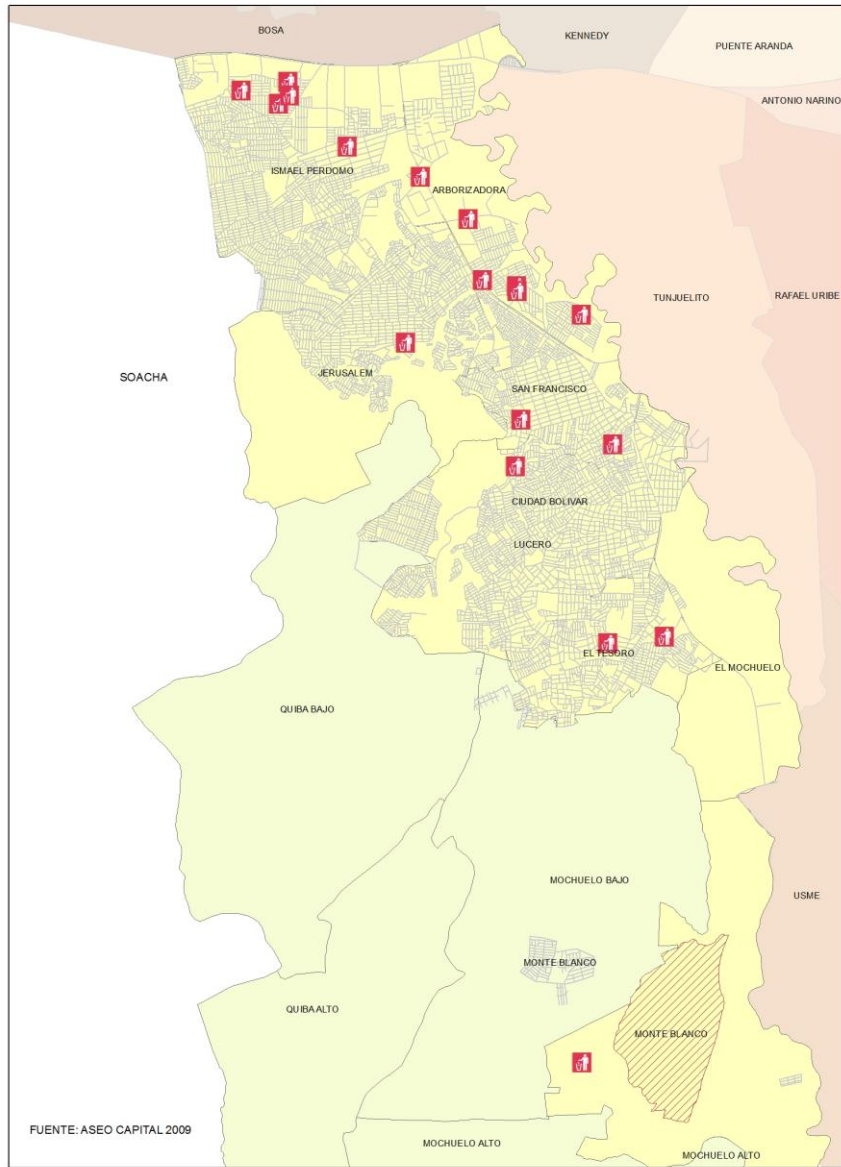 BOSA
KENNEDY
PUENTE ARANDA
ANTONIO NARINO
ISMAEL PERDOMO
ARBORIZADORA
TUNJUELITO
RAFAEL URIBE
SOACHA
JERUSALEM
SAN FRANCISCO
CIUDAD BOLIVAR
LUCERO
EL TESORO
EL MOCHUELO
QUIBA BAJO
MOCHUELO BAJO
USME
MONTE BLANCO
QUIBA ALTO
MONTE BLANCO
FUENTE: ASEO CAPITAL 2009
MOCHUELO ALTO
MOCHUELO ALTO